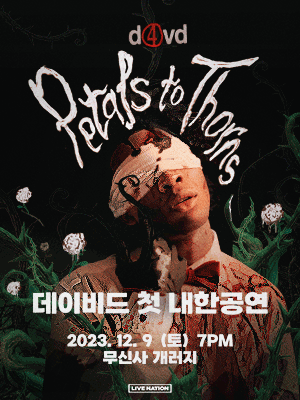 d4vd
Petals to Thorns
데이비드 첫 내한공연
2023. 12. 9 (토) 7PM
무신사 개러지
LIVE NATION